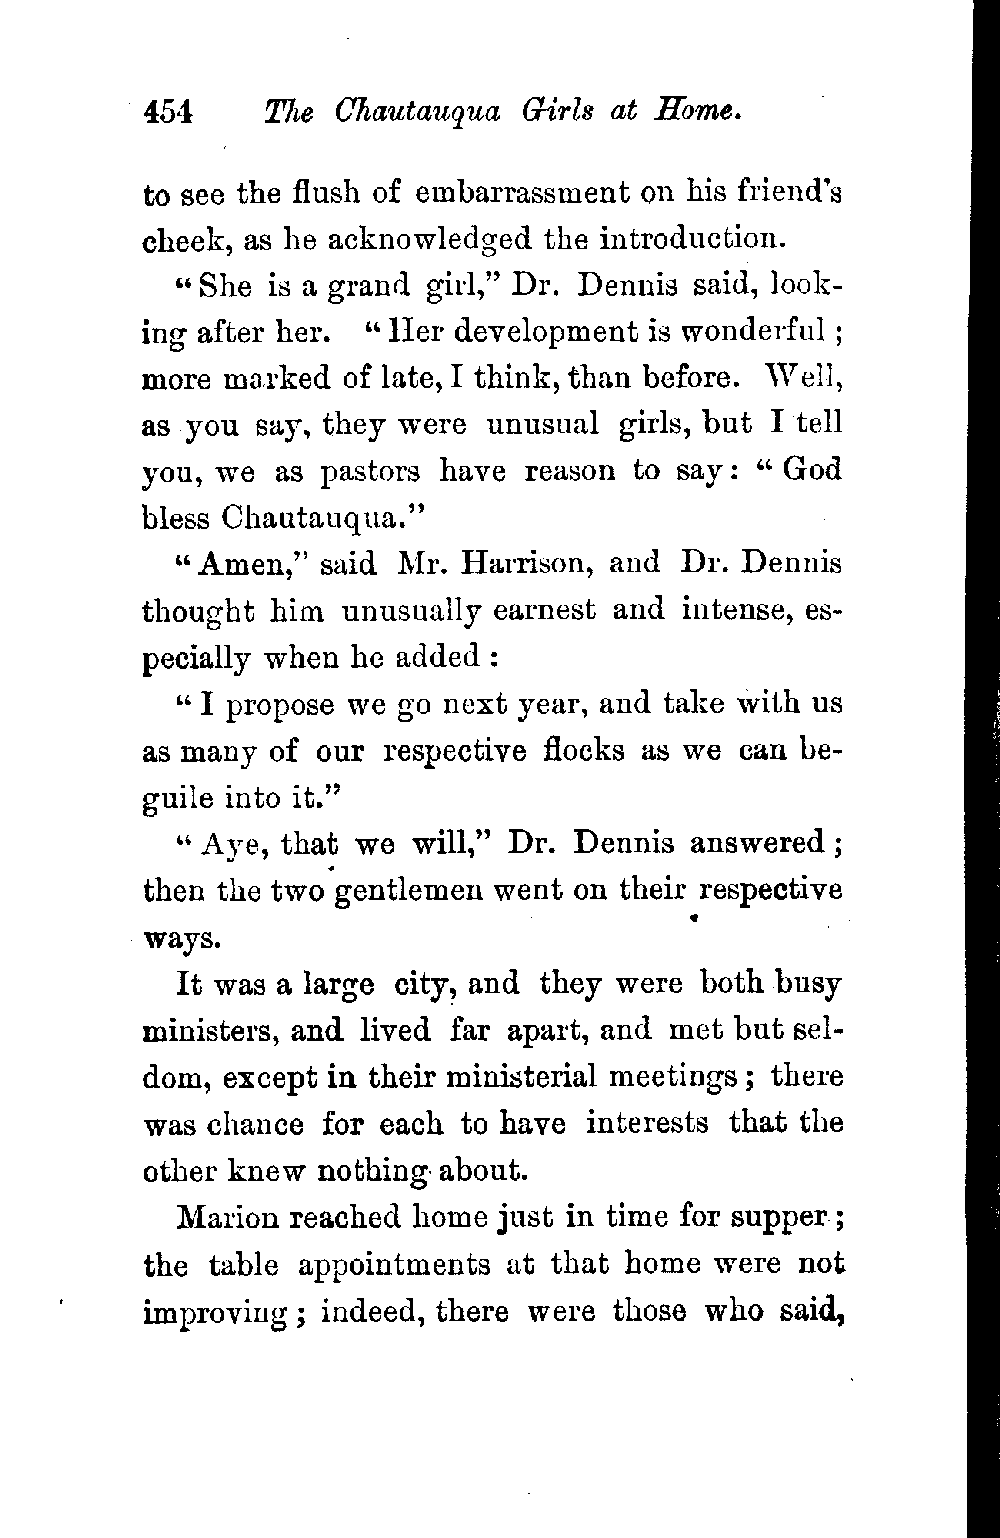 454 The Chautauqua Girls at Home.
to see the flush of embarrassment on his friend's
cheek, as he acknowledged the introduction.
“She is a grand girl,” Dr. Dennis said, look-
ing after her. “Her development is wonderful;
more marked of late, I think, than before. Well,
as you say, they were unusual girls, but I tell
you, we as pastors have reason to say: “God
bless Chautauqua.”
“Amen,” said Mr. Harrison, and Dr. Dennis
thought him unusually earnest and intense, es-
pecially when he added:
“I propose we go next year, and take with us
as many of our respective flocks as we can be-
guile into it.”
“Aye, that we will,” Dr. Dennis answered;
then the two gentlemen went on their respective
ways.
It was a large city, and they were both busy
ministers, and lived far apart, and met but sel-
dom, except in their ministerial meetings; there
was chance for each to have interests that the
other knew nothing about.
Marion reached home just in time for supper;
the table appointments at that home were not
improving; indeed, there were those who said,